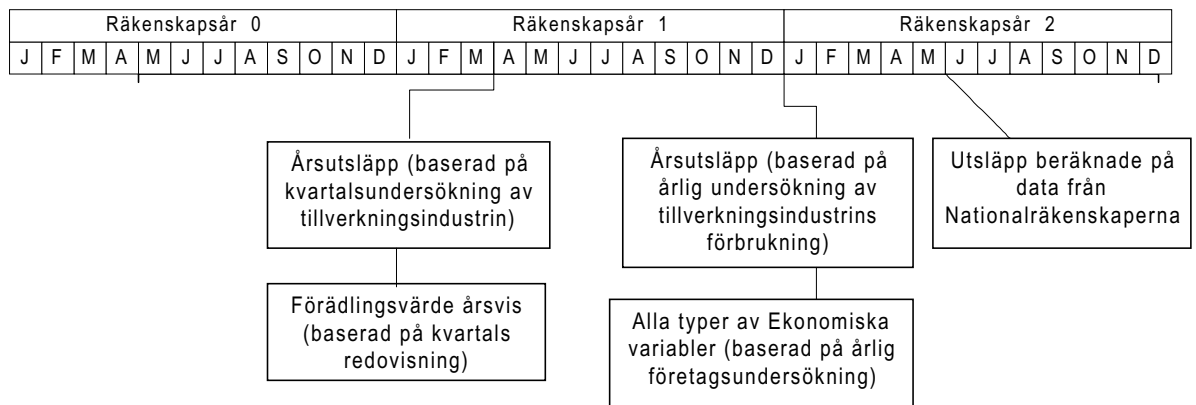 Räkenskapsår 0 Räkenskapsår 1 Räkenskapsår 2
J F M A M J J A S O N D J F M A M J J A S O N D J F M A M J J A S O N D
Årsutsläpp (baserad på
kvartalsundersökning av
tillverkningsindustrin)
Årsutsläpp (baserad på
årlig undersökning av
tillverkningsindustrins
förbrukning)
Utsläpp beräknade på
data från
Nationalräkenskaperna
Förädlingsvärde årsvis
(baserad på kvartals
redovisning)
Alla typer av Ekonomiska
variabler (baserad på årlig
företagsundersökning)